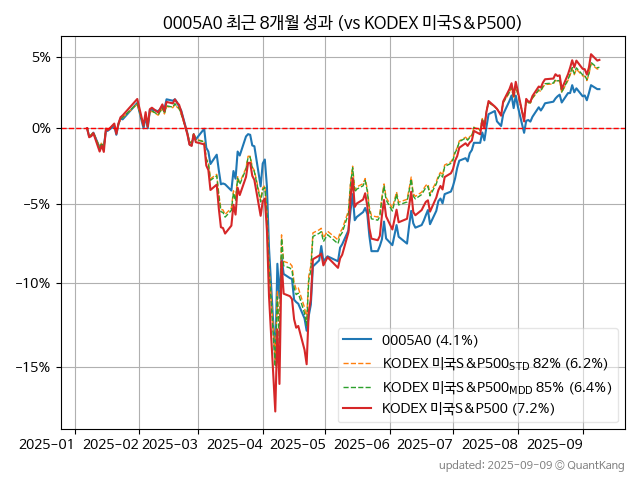 0005A0 최근 8개월 성과 (vs KODEX 미국S&P500)
5%
0%
−5%
−10%
−15%
0005A0 (4.1%)
KODEX 미국S&P500STD 82% (6.2%)
KODEX 미국S&P500MDD 85% (6.4%)
KODEX 미국S&P500 (7.2%)
2025-01 2025-02 2025-03 2025-04 2025-05 2025-06 2025-07 2025-08 2025-09
updated: 2025-09-09 © QuantKang